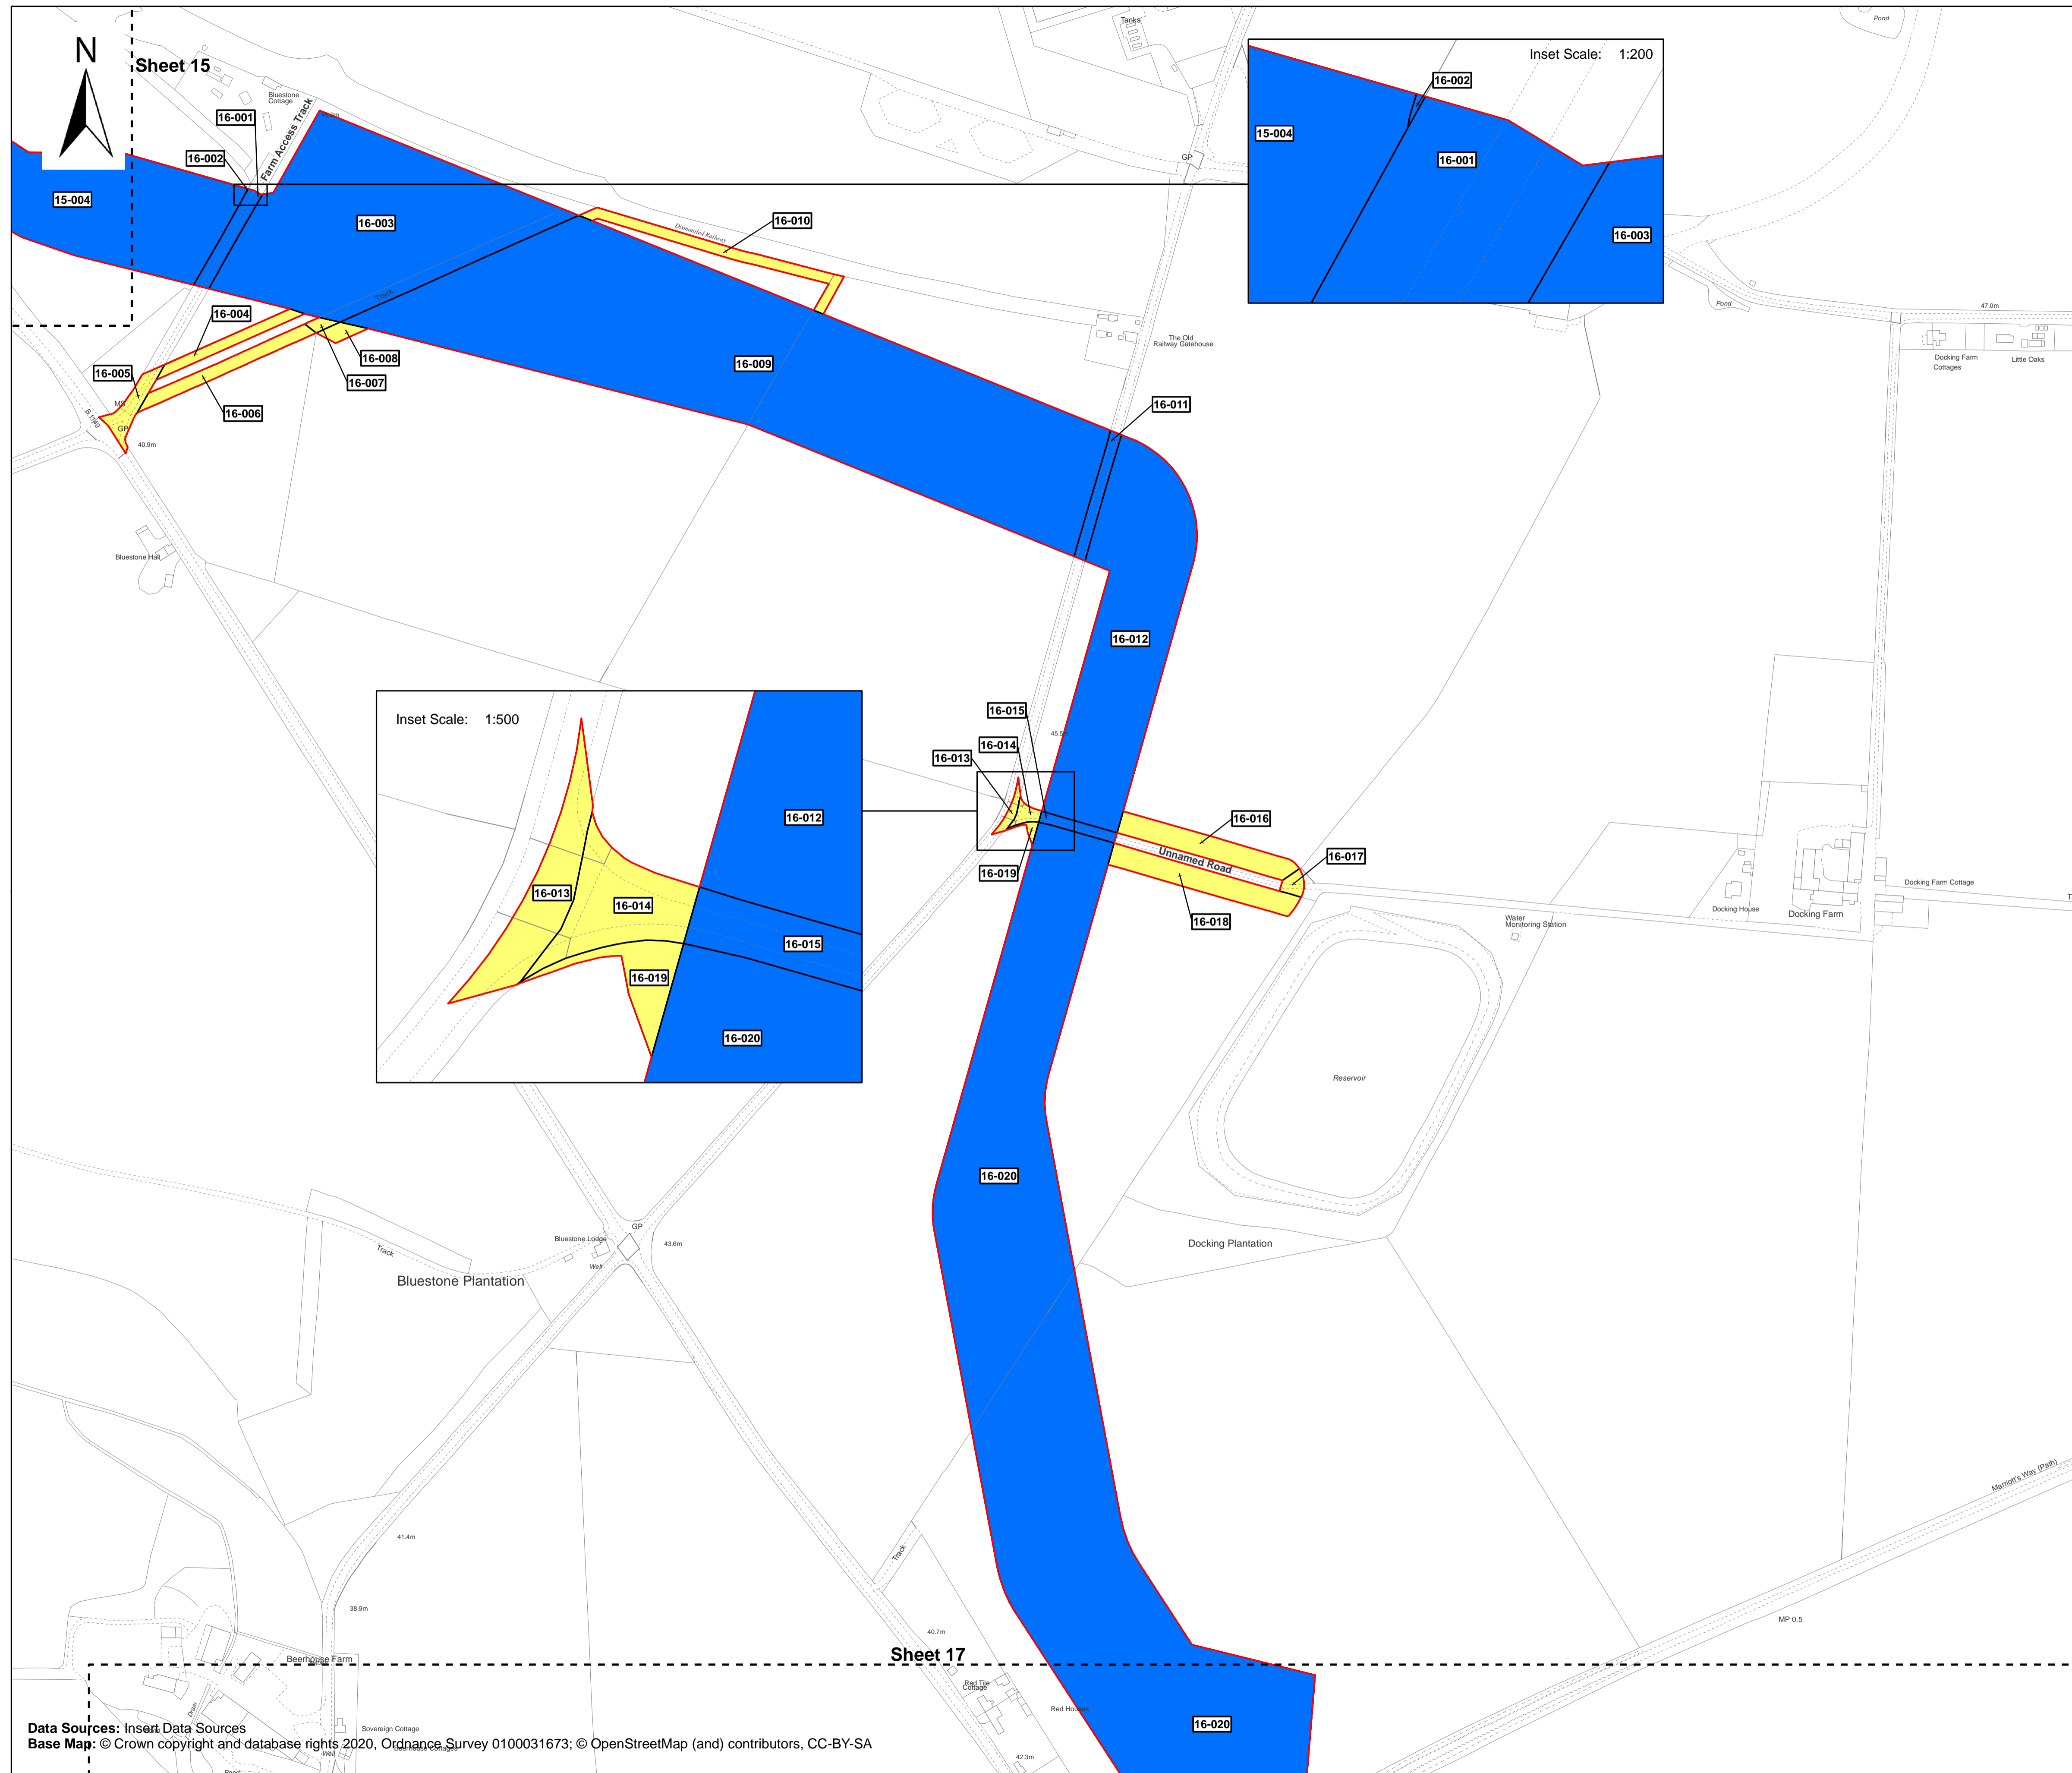 N
Sheet 15
Bluestone
Cottage
Farm Access Track
16-001
16-002
15-004
16-003
Tanks
Pond
GP
Inset Scale: 1:200
16-002
15-004
16-001
16-003
16-010
Dismantled Railway
Track
16-004
16-005
16-006
16-007
16-008
16-009
MS
GP
B 1149
40.9m
The Old
Railway Gatehouse
16-011
Pond
47.0m
Docking Farm
Cottages
Little Oaks
Bluestone Hall
16-012
Inset Scale: 1:500
16-012
16-013
16-014
16-015
16-019
16-020
16-015
16-014
16-013
16-016
16-017
Unnamed Road
16-019
16-018
Water
Monitoring Station
Docking House
Docking Farm
Docking Farm Cottage
T
Reservoir
16-020
Docking Plantation
GP
Bluestone Lodge
43.6m
Well
Track
Bluestone Plantation
Marriott's Way (Path)
41.4m
38.9m
Track
MP 0.5
40.7m
Sheet 17
Beerhouse Farm
Red Tile
Cottage
Red Houses
Drain
16-020
Sovereign Cottage
Data Sources: Insert Data Sources
Base Map: © Crown copyright and database rights 2020, Ordnance Survey 0100031673; © OpenStreetMap (and) contributors, CC-BY-SA
Well
42.3m
Pond